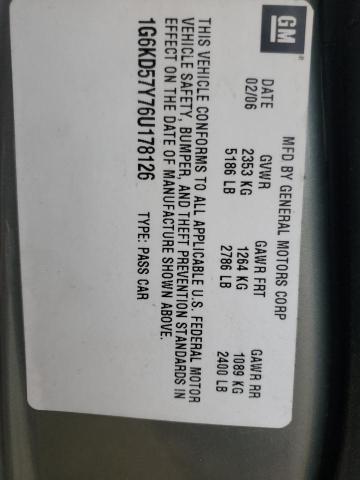 GM
MFD BY GENERAL MOTORS CORP
DATE GVWR GAWR FRT GAWR RR
02/06 2353 KG 1264 KG 1089 KG
5186 LB 2786 LB 2400 LB
THIS VEHICLE CONFORMS TO ALL APPLICABLE U.S. FEDERAL MOTOR
VEHICLE SAFETY, BUMPER, AND THEFT PREVENTION STANDARDS IN
EFFECT ON THE DATE OF MANUFACTURE SHOWN ABOVE.
1G6KD57Y76U178126 TYPE: PASS CAR